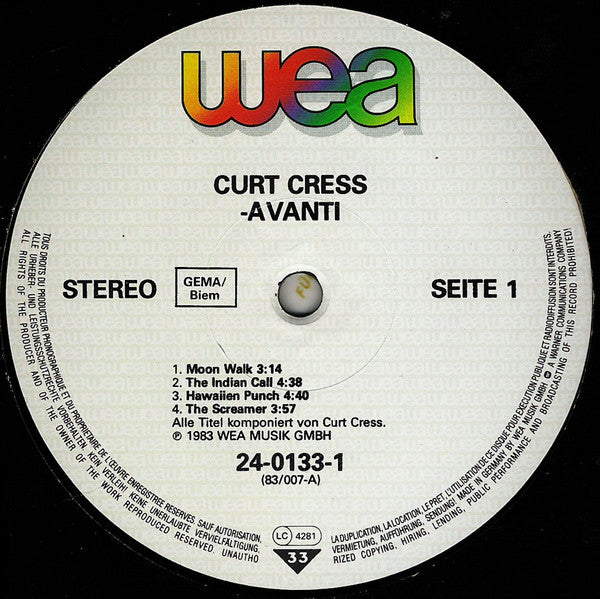 wea
CURT CRESS
-AVANTI
STEREO
GEMA/
Biem
FU
SEITE 1
1. Moon Walk 3:14
2. The Indian Call 4:38
3. Hawaiien Punch 4:40
4. The Screamer 3:57
Alle Titel komponiert von Curt Cress.
℗ 1983 WEA MUSIK GMBH
24-0133-1
(83/007-A)
LC 4281
33
TOUS DROITS DU PRODUCTEUR PHONOGRAPHIQUE ET DU PROPRIETAIRE DE L'ŒUVRE ENREGISTREE RESERVES. SAUF AUTORISATION, LA DUPLICATION, LA LOCATION, LE PRET, L'UTILISATION DE CE DISQUE POUR EXECUTION PUBLIQUE ET RADIODIFFUSION SONT INTERDITS.
ALLE URHEBER- UND LEISTUNGSSCHUTZRECHTE VORBEHALTEN. KEIN VERLEIH! KEINE UNERLAUBTE VERVIELFÄLTIGUNG, VERMIETUNG, AUFFÜHRUNG, SENDUNG! MADE IN GERMANY BY WEA MUSIK GMBH A WARNER COMMUNICATIONS COMPANY
ALL RIGHTS OF THE PRODUCER AND OF THE OWNER OF THE WORK REPRODUCED RESERVED. UNAUTHO RIZED COPYING, HIRING, LENDING, PUBLIC PERFORMANCE AND BROADCASTING OF THIS RECORD PROHIBITED!